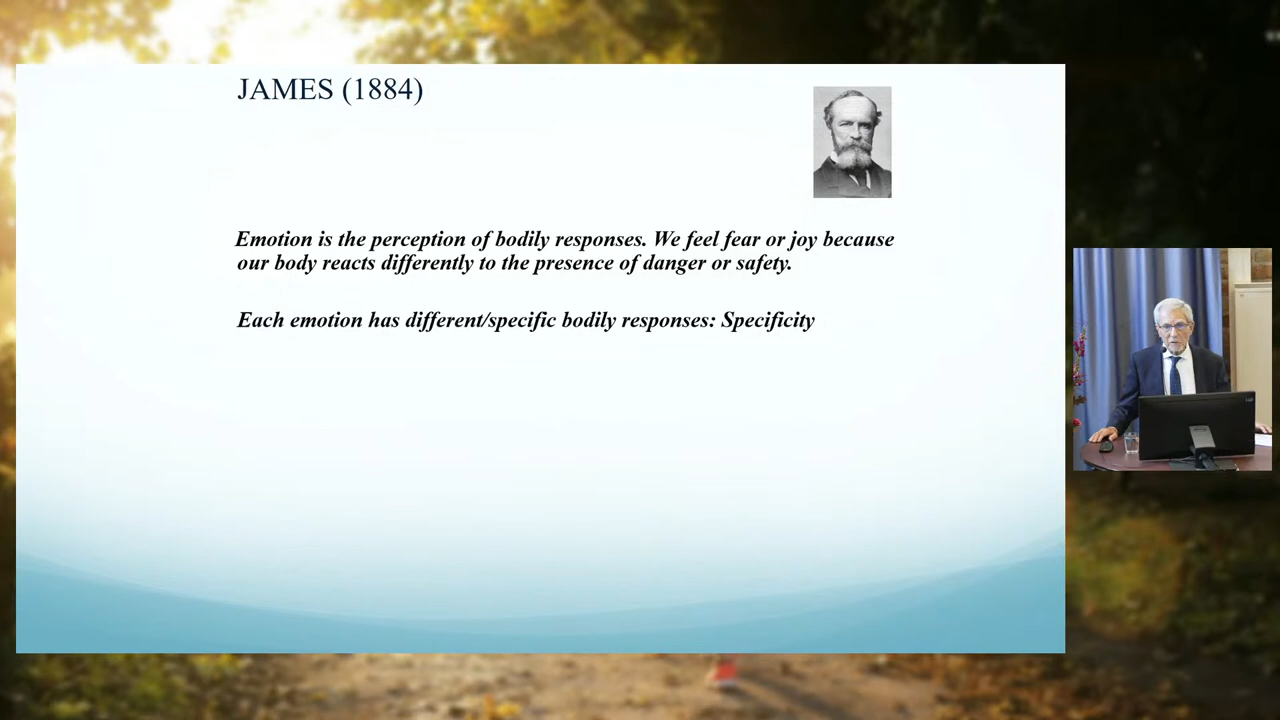 JAMES (1884)
Emotion is the perception of bodily responses. We feel fear or joy because
our body reacts differently to the presence of danger or safety.
Each emotion has different/specific bodily responses: Specificity